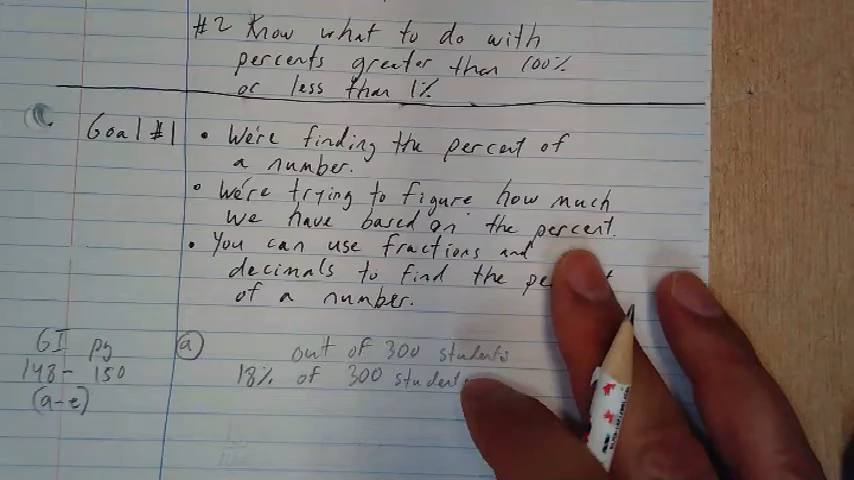 #2 Know what to do with
percents greater than 100%
or less than 1%
Goal #1 • We're finding the percent of
a number.
• We're trying to figure how much
we have based on the percent.
• You can use fractions and
decimals to find the
of a number.
GI pg
148-150
(a-e)
a out of 300 students
18% of 300 student